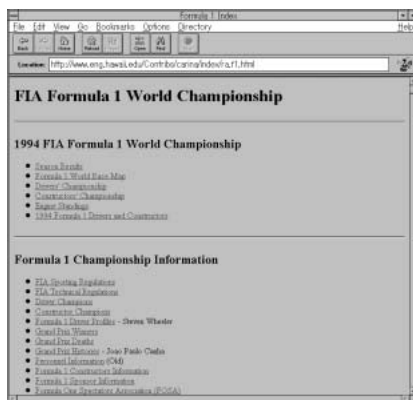 Formula 1 Index
File Edit View Go Bookmarks Options Directory Help
Back Home Reload Open Find
Location: http://www.eng.hawaii.edu/Contribs/carina/index/ra.f1.html
FIA Formula 1 World Championship
1994 FIA Formula 1 World Championship
Season Results
Formula 1 World Race Map
Drivers' Championship
Constructors' Championship
Engine Standings
1994 Formula 1 Drivers and Constructors
Formula 1 Championship Information
FIA Sporting Regulations
FIA Technical Regulations
Driver Champions
Constructor Champions
Formula 1 Driver Profiles - Steven Wheeler
Grand Prix Winners
Grand Prix Deaths
Grand Prix Histories - Joao Paulo Cunha
Personnel Information (Old)
Formula 1 Constructors Information
Formula 1 Sponsor Information
Formula One Spectators Association (FOSA)